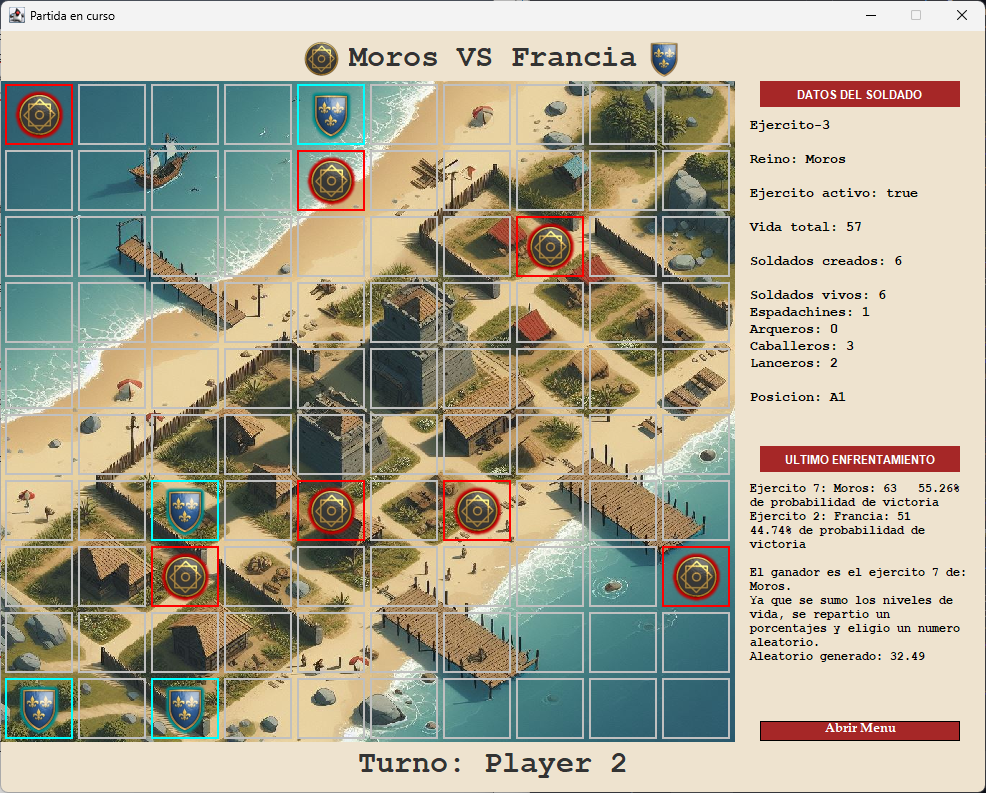 Partida en curso
Moros VS Francia
DATOS DEL SOLDADO
Ejercito-3
Reino: Moros
Ejercito activo: true
Vida total: 57
Soldados creados: 6
Soldados vivos: 6
Espadachines: 1
Arqueros: 0
Caballeros: 3
Lanceros: 2
Posicion: A1
ULTIMO ENFRENTAMIENTO
Ejercito 7: Moros: 63   55.26%
de probabilidad de victoria
Ejercito 2: Francia: 51
44.74% de probabilidad de
victoria
El ganador es el ejercito 7 de:
Moros.
Ya que se sumo los niveles de
vida, se repartio un
porcentajes y eligio un numero
aleatorio.
Aleatorio generado: 32.49
Abrir Menu
Turno: Player 2